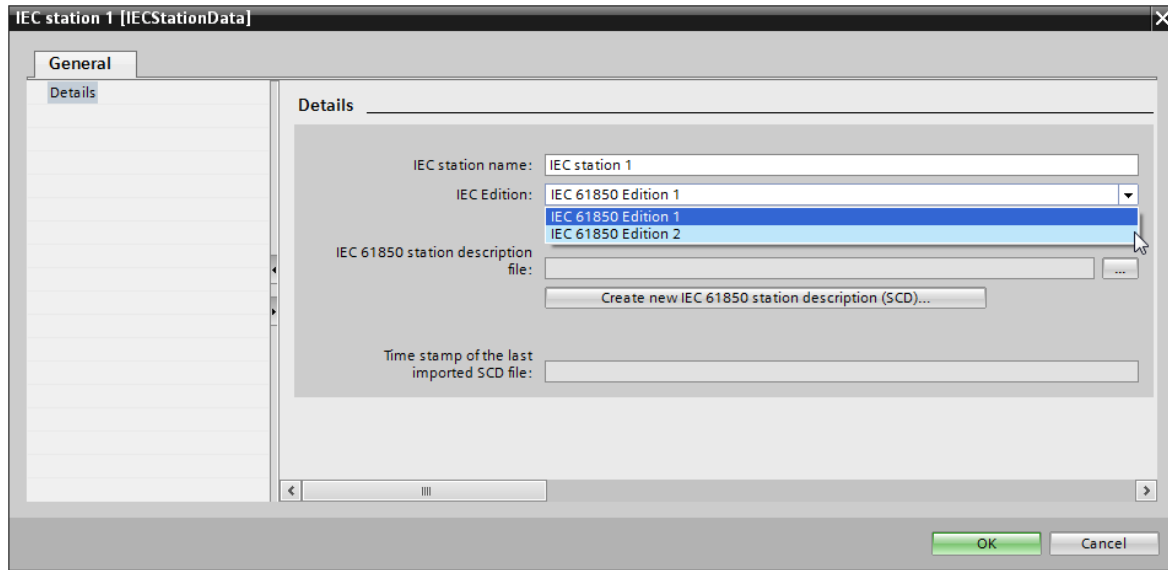 IEC station 1 [IECStationData]
General
Details
Details
IEC station name: IEC station 1
IEC Edition: IEC 61850 Edition 1
IEC 61850 Edition 1
IEC 61850 Edition 2
IEC 61850 station description
file:
...
Create new IEC 61850 station description (SCD)...
Time stamp of the last
imported SCD file:
OK Cancel